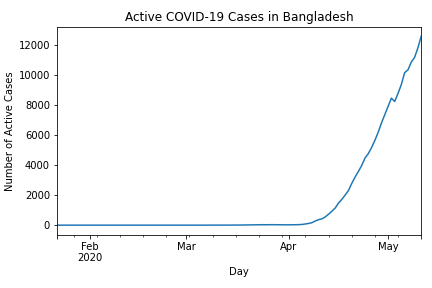 Active COVID-19 Cases in Bangladesh
12000
10000
8000
6000
4000
2000
0
Number of Active Cases
Feb
2020
Mar
Apr
May
Day